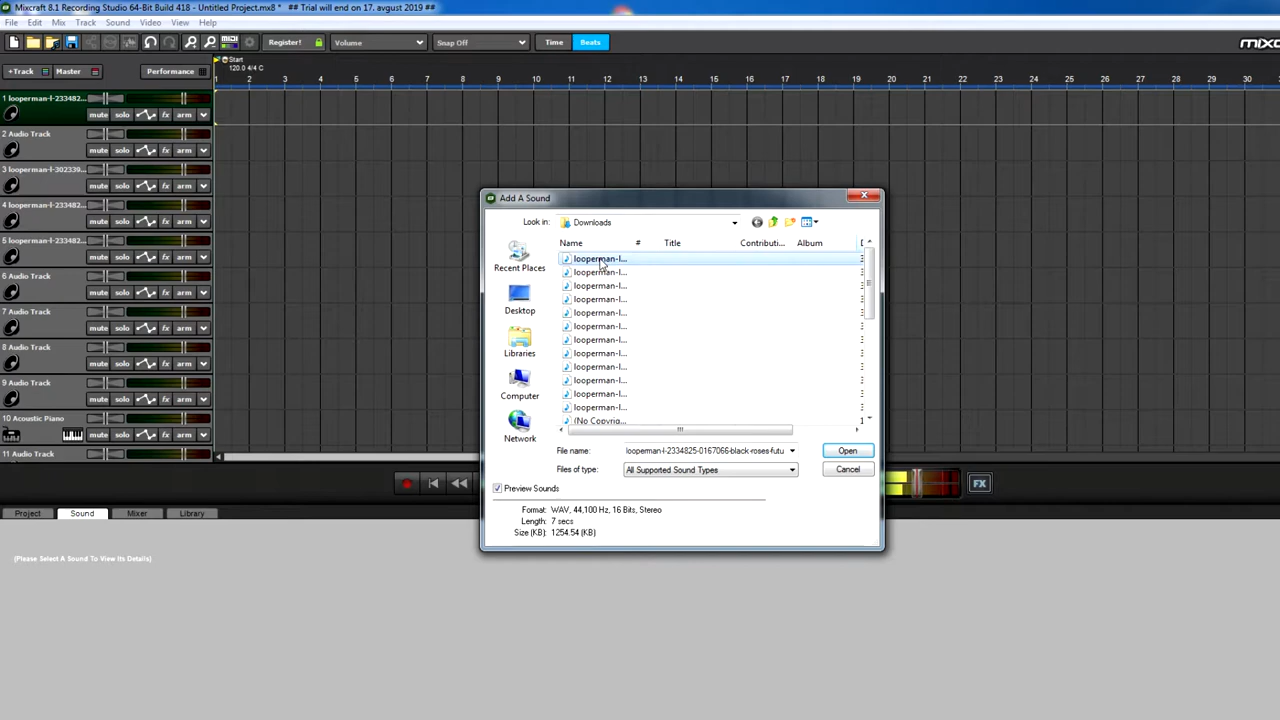 Mixcraft 8.1 Recording Studio 64-Bit Build 418 - Untitled Project.mx8 * ## Trial will end on 17. avgust 2019 ##
File Edit Mix Track Sound Video View Help
Register! Volume Snap Off Time Beats
+Track Master Performance
Start
120.0 4/4 C
1 2 3 4 5 6 7 8 9 10 11 12 13 14 15 16 17 18 19 20 21 22 23 24 25 26 27 28 29 30
1 looperman-l-233482...
mute solo fx arm
2 Audio Track
mute solo fx arm
3 looperman-l-302339...
mute solo fx arm
4 looperman-l-233482...
mute solo fx arm
5 looperman-l-233482...
mute solo fx arm
6 Audio Track
mute solo fx arm
7 Audio Track
mute solo fx arm
8 Audio Track
mute solo fx arm
9 Audio Track
mute solo fx arm
10 Acoustic Piano
mute solo fx arm
11 Audio Track
FX
Project Sound Mixer Library
(Please Select A Sound To View Its Details)
Add A Sound
Look in: Downloads
Recent Places
Desktop
Libraries
Computer
Network
Name # Title Contributi... Album
looperman-l...
looperman-l...
looperman-l...
looperman-l...
looperman-l...
looperman-l...
looperman-l...
looperman-l...
looperman-l...
looperman-l...
looperman-l...
looperman-l...
(No Copyrig...
File name: looperman-l-2334825-0167066-black-roses-futu
Open
Files of type: All Supported Sound Types
Cancel
Preview Sounds
Format: WAV, 44,100 Hz, 16 Bits, Stereo
Length: 7 secs
Size (KB): 1254.54 (KB)